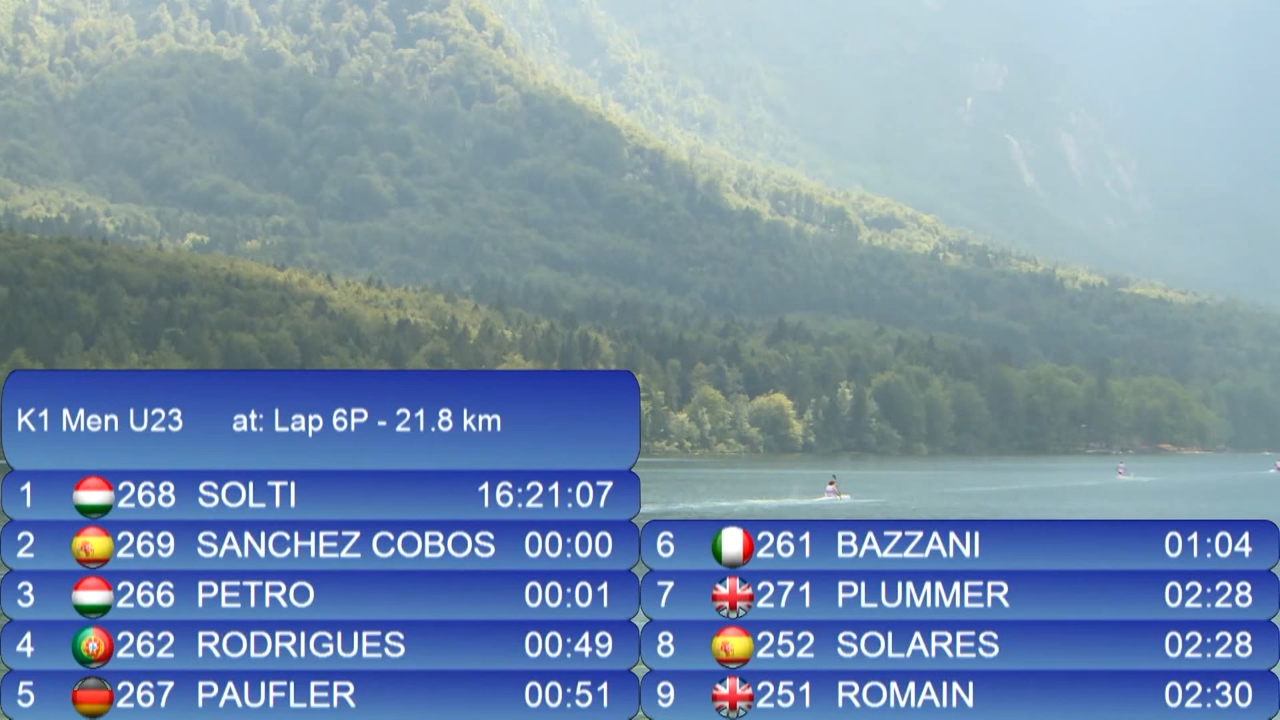 K1 Men U23 at: Lap 6P - 21.8 km
1 268 SOLTI 16:21:07
2 269 SANCHEZ COBOS 00:00
3 266 PETRO 00:01
4 262 RODRIGUES 00:49
5 267 PAUFLER 00:51
6 261 BAZZANI 01:04
7 271 PLUMMER 02:28
8 252 SOLARES 02:28
9 251 ROMAIN 02:30